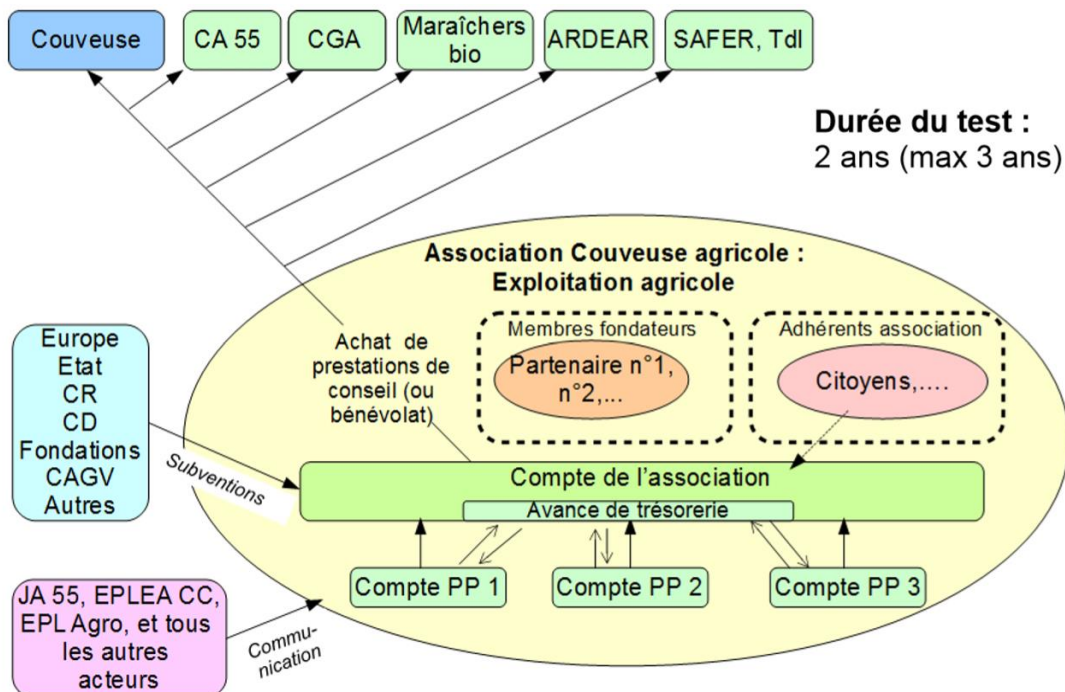 Couveuse
CA 55
CGA
Maraîchers
bio
ARDEAR
SAFER, Tdl
Durée du test :
2 ans (max 3 ans)
Association Couveuse agricole :
Exploitation agricole
Membres fondateurs
Partenaire n°1,
n°2,...
Adhérents association
Citoyens,....
Achat de
prestations de
conseil (ou
bénévolat)
Europe
Etat
CR
CD
Fondations
CAGV
Autres
Subventions
Compte de l'association
Avance de trésorerie
Compte PP 1
Compte PP 2
Compte PP 3
JA 55, EPLEA CC,
EPL Agro, et tous
les autres
acteurs
Commu-
nication